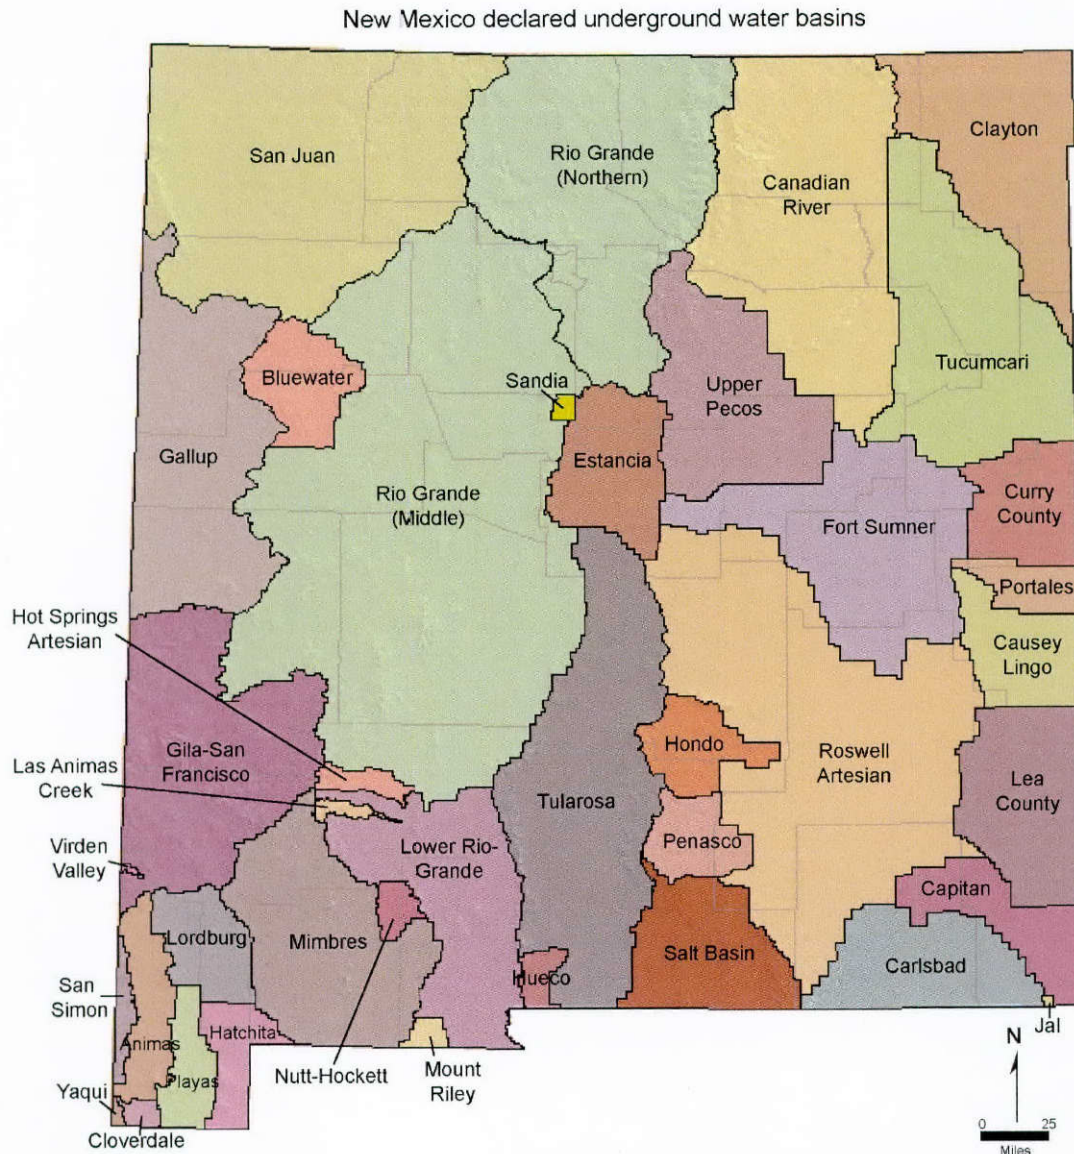 New Mexico declared underground water basins
San Juan
Rio Grande
(Northern)
Canadian
River
Clayton
Bluewater
Sandia
Upper
Pecos
Tucumcari
Gallup
Estancia
Rio Grande
(Middle)
Fort Sumner
Curry
County
Portales
Hot Springs
Artesian
Causey
Lingo
Gila-San
Francisco
Las Animas
Creek
Hondo
Roswell
Artesian
Tularosa
Lea
County
Virden
Valley
Lower Rio-
Grande
Penasco
Capitan
Lordburg
Mimbres
Salt Basin
Carlsbad
Hueco
San
Simon
Hatchita
Animas
Jal
N
Nutt-Hockett
Mount
Riley
Playas
Yaqui
Cloverdale
0 25
Miles